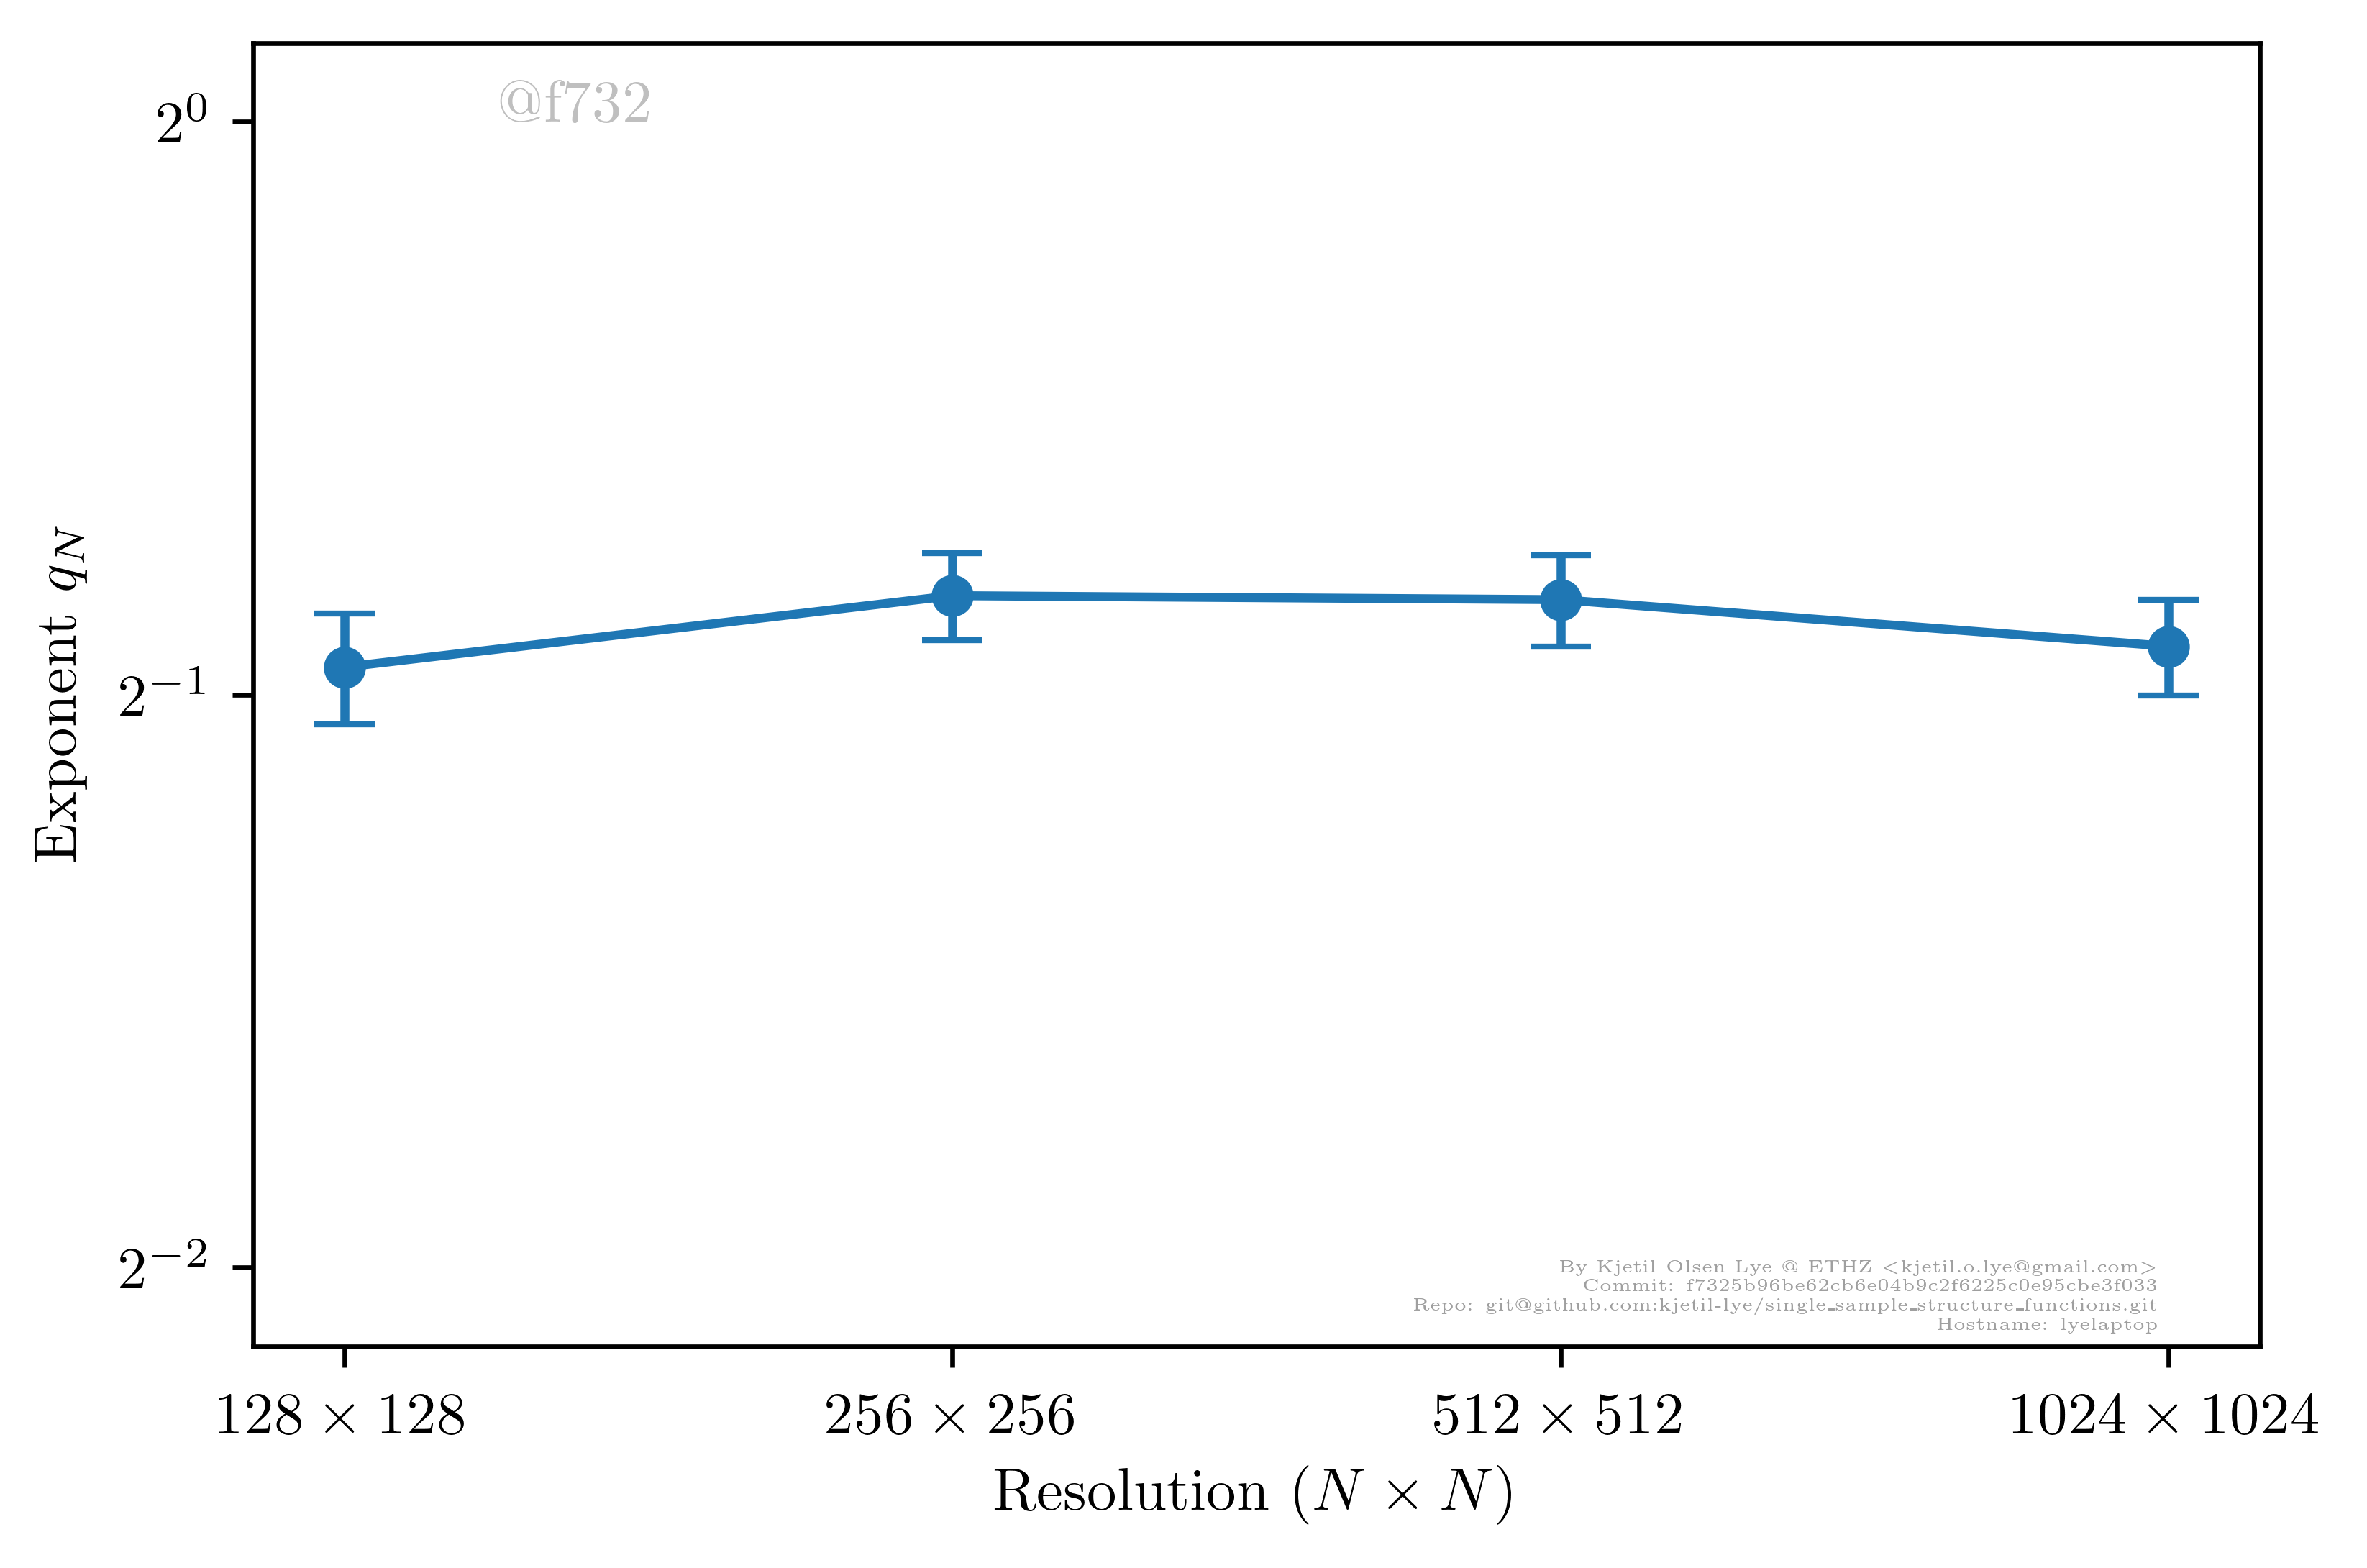 @f732
2^0
2^{-1}
2^{-2}
Exponent q_N
By Kjetil Olsen Lye @ ETHZ <kjetil.o.lye@gmail.com>
Commit: f7325b96be62cb6e04b9c2f6225c0e95cbe3f033
Repo: git@github.com:kjetil-lye/single_sample_structure_functions.git
Hostname: lyelaptop
128 × 128
256 × 256
512 × 512
1024 × 1024
Resolution (N × N)